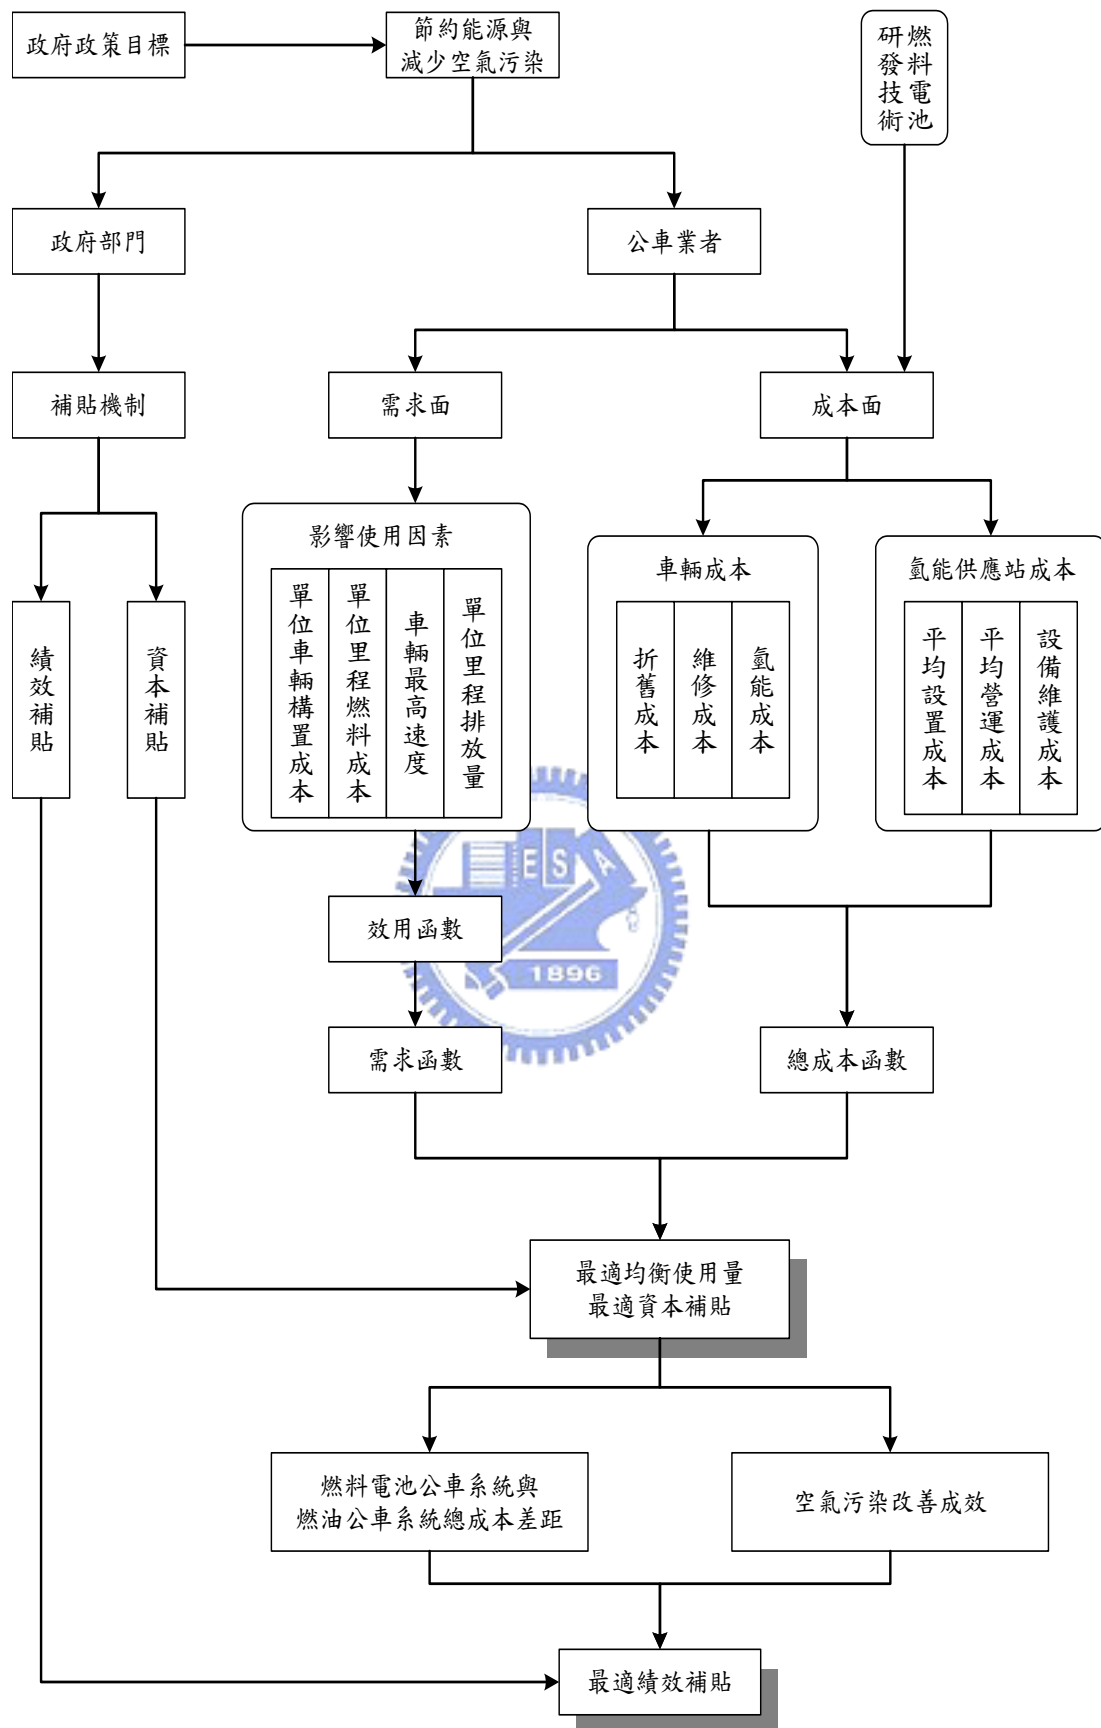 政府政策目標
節約能源與
減少空氣污染
燃料電池
研發技術
政府部門
公車業者
補貼機制
需求面
成本面
影響使用因素
單位車輛構置成本
單位里程燃料成本
車輛最高速度
單位里程排放量
車輛成本
折舊成本
維修成本
氫能成本
氫能供應站成本
平均設置成本
平均營運成本
設備維護成本
績效補貼
資本補貼
ESA
1896
效用函數
需求函數
總成本函數
最適均衡使用量
最適資本補貼
燃料電池公車系統與
燃油公車系統總成本差距
空氣污染改善成效
最適績效補貼